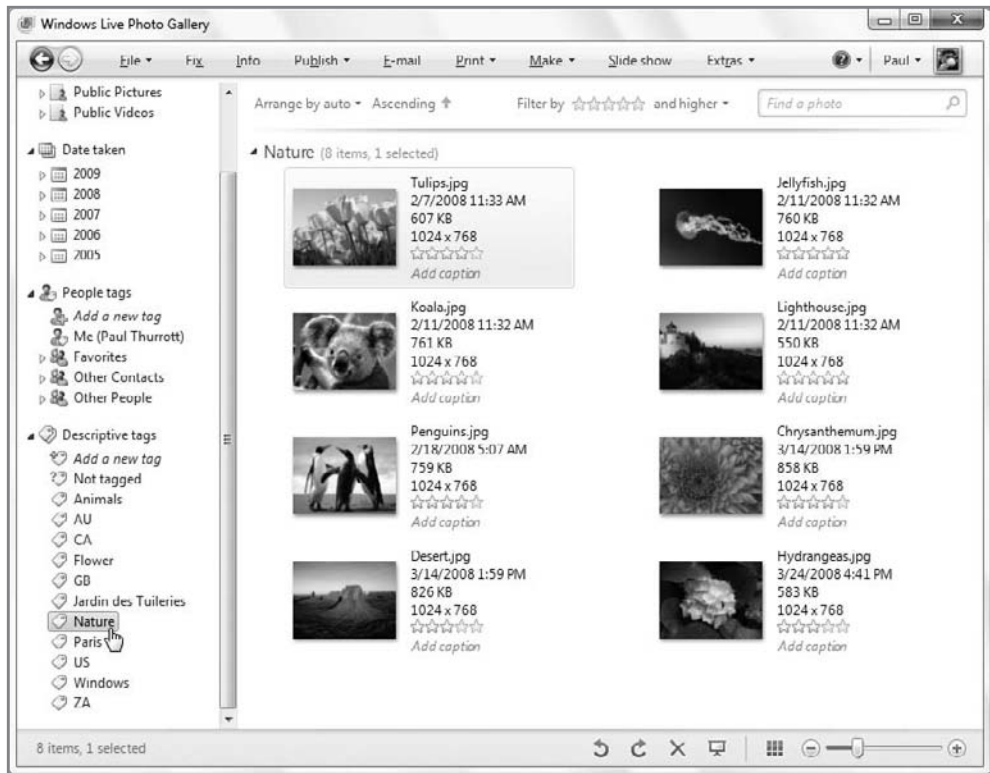 Windows Live Photo Gallery
File Fix Info Publish E-mail Print Make Slide show Extras Paul
Public Pictures
Public Videos
Date taken
2009
2008
2007
2006
2005
People tags
Add a new tag
Me (Paul Thurrott)
Favorites
Other Contacts
Other People
Descriptive tags
Add a new tag
Not tagged
Animals
AU
CA
Flower
GB
Jardin des Tuileries
Nature
Paris
US
Windows
ZA
Arrange by auto Ascending Filter by and higher Find a photo
Nature (8 items, 1 selected)
Tulips.jpg
2/7/2008 11:33 AM
607 KB
1024 x 768
Add caption
Jellyfish.jpg
2/11/2008 11:32 AM
760 KB
1024 x 768
Add caption
Koala.jpg
2/11/2008 11:32 AM
761 KB
1024 x 768
Add caption
Lighthouse.jpg
2/11/2008 11:32 AM
550 KB
1024 x 768
Add caption
Penguins.jpg
2/18/2008 5:07 AM
759 KB
1024 x 768
Add caption
Chrysanthemum.jpg
3/14/2008 1:59 PM
858 KB
1024 x 768
Add caption
Desert.jpg
3/14/2008 1:59 PM
826 KB
1024 x 768
Add caption
Hydrangeas.jpg
3/24/2008 4:41 PM
583 KB
1024 x 768
Add caption
8 items, 1 selected